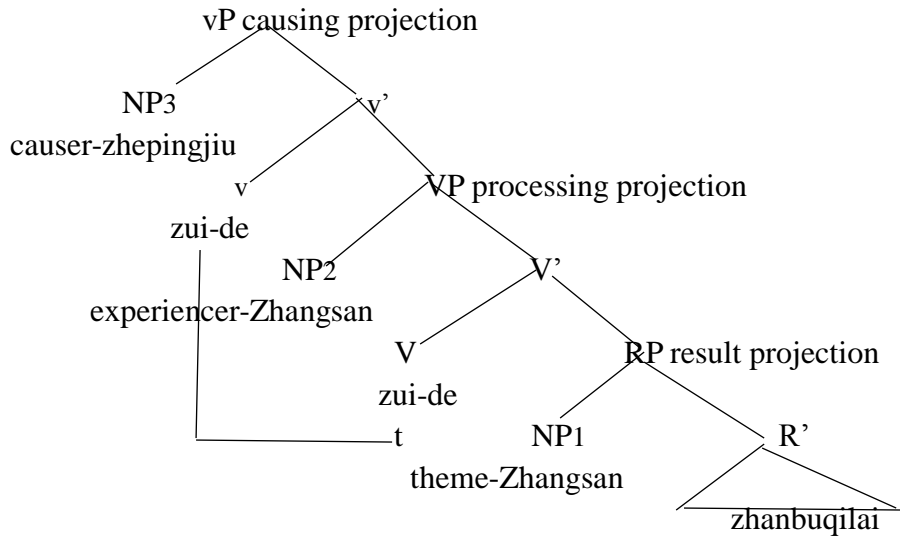 vP causing projection
NP3 v’
causer-zhepingjiu
v VP processing projection
zui-de
NP2 V’
experiencer-Zhangsan
V RP result projection
zui-de
t NP1 R’
theme-Zhangsan
zhanbuqilai